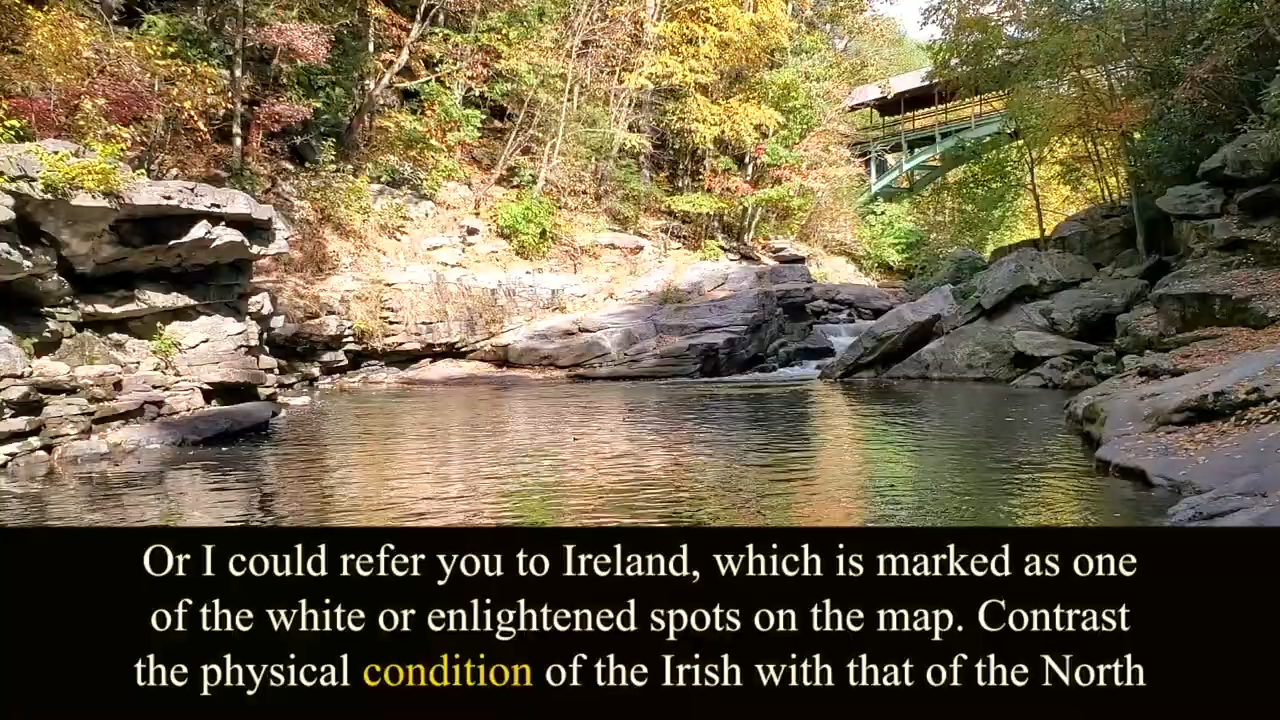 Or I could refer you to Ireland, which is marked as one
of the white or enlightened spots on the map. Contrast
the physical condition of the Irish with that of the North